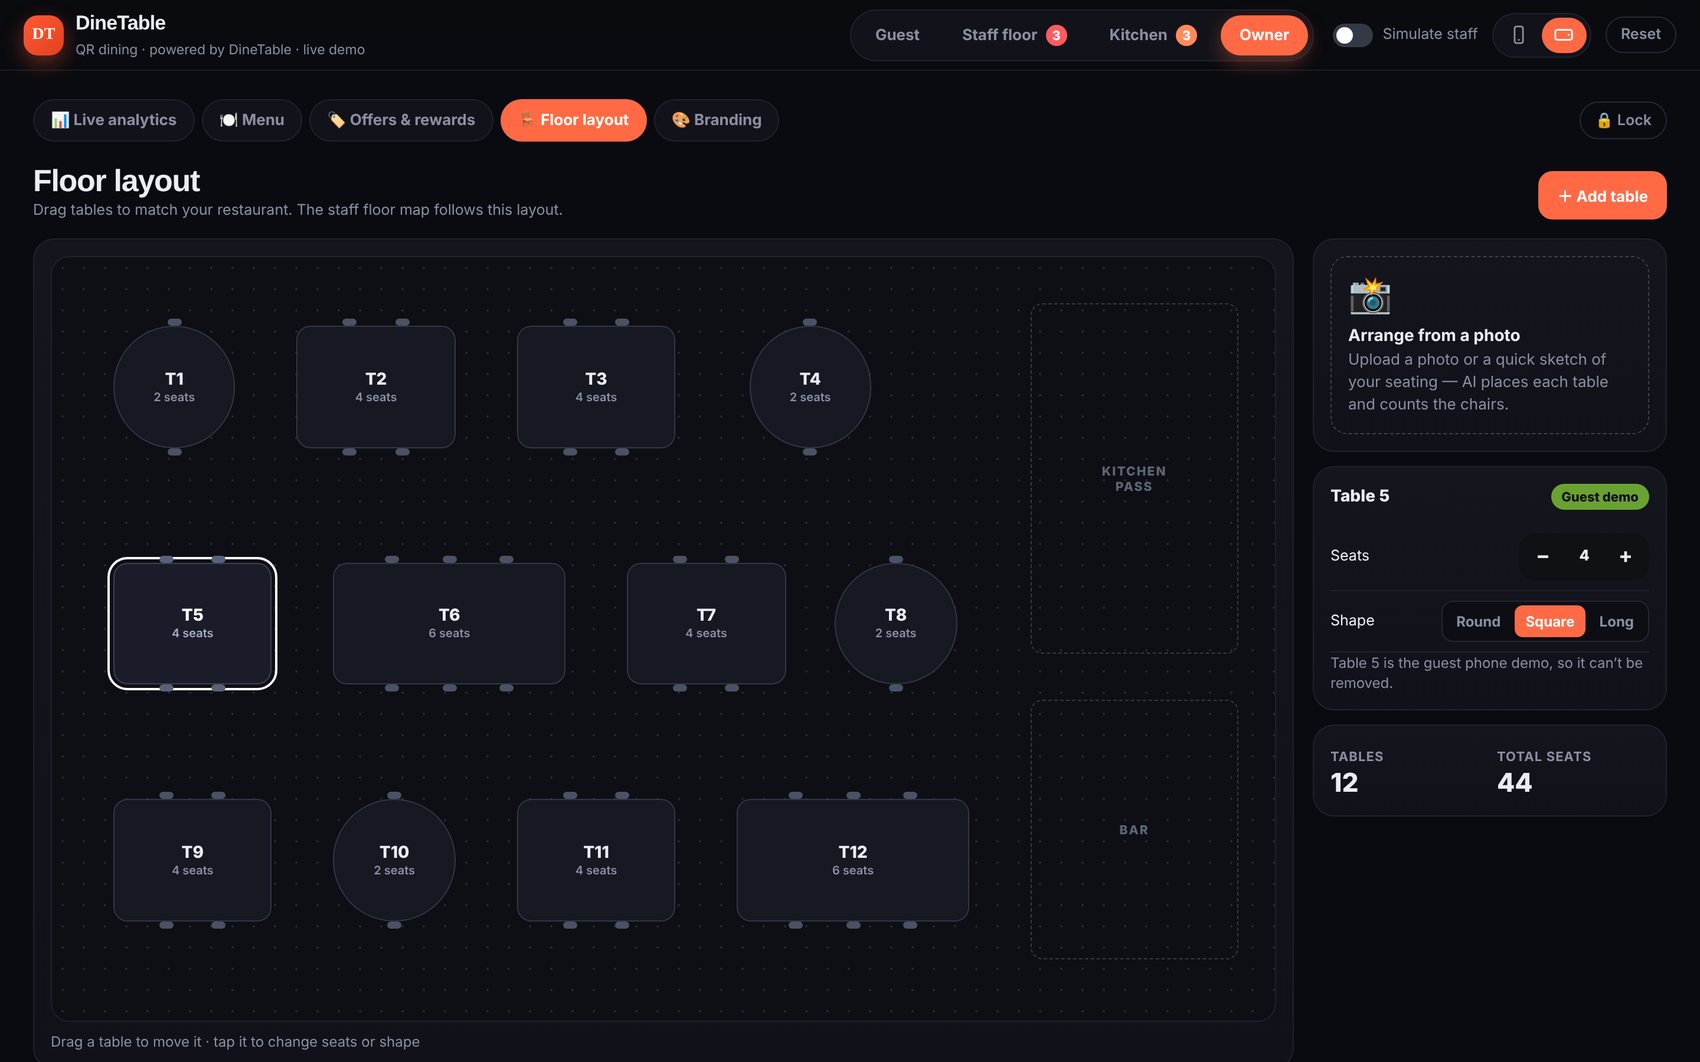 DT
DineTable
QR dining · powered by DineTable · live demo
Guest
Staff floor 3
Kitchen 3
Owner
Simulate staff
Reset
Live analytics
Menu
Offers & rewards
Floor layout
Branding
Lock
Floor layout
Drag tables to match your restaurant. The staff floor map follows this layout.
+ Add table
T1
2 seats
T2
4 seats
T3
4 seats
T4
2 seats
KITCHEN
PASS
T5
4 seats
T6
6 seats
T7
4 seats
T8
2 seats
T9
4 seats
T10
2 seats
T11
4 seats
T12
6 seats
BAR
Drag a table to move it · tap it to change seats or shape
Arrange from a photo
Upload a photo or a quick sketch of
your seating — AI places each table
and counts the chairs.
Table 5
Guest demo
Seats
− 4 +
Shape
Round Square Long
Table 5 is the guest phone demo, so it can’t be
removed.
TABLES
12
TOTAL SEATS
44